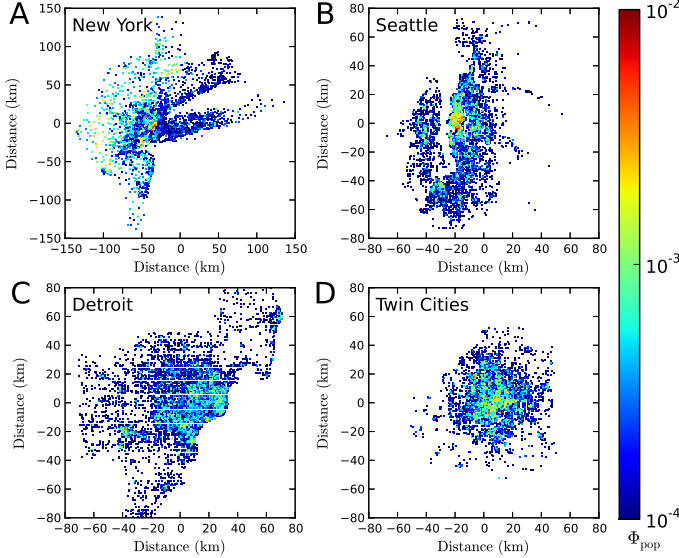 A
New York
Distance (km)
150
100
50
0
−50
−100
−150
−150 −100 −50 0 50 100 150
Distance (km)
B
Seattle
Distance (km)
80
60
40
20
0
−20
−40
−60
−80
−80 −60 −40 −20 0 20 40 60 80
Distance (km)
C
Detroit
Distance (km)
80
60
40
20
0
−20
−40
−60
−80
−80 −60 −40 −20 0 20 40 60 80
Distance (km)
D
Twin Cities
Distance (km)
80
60
40
20
0
−20
−40
−60
−80
−80 −60 −40 −20 0 20 40 60 80
Distance (km)
10⁻²
10⁻³
10⁻⁴
Φpop